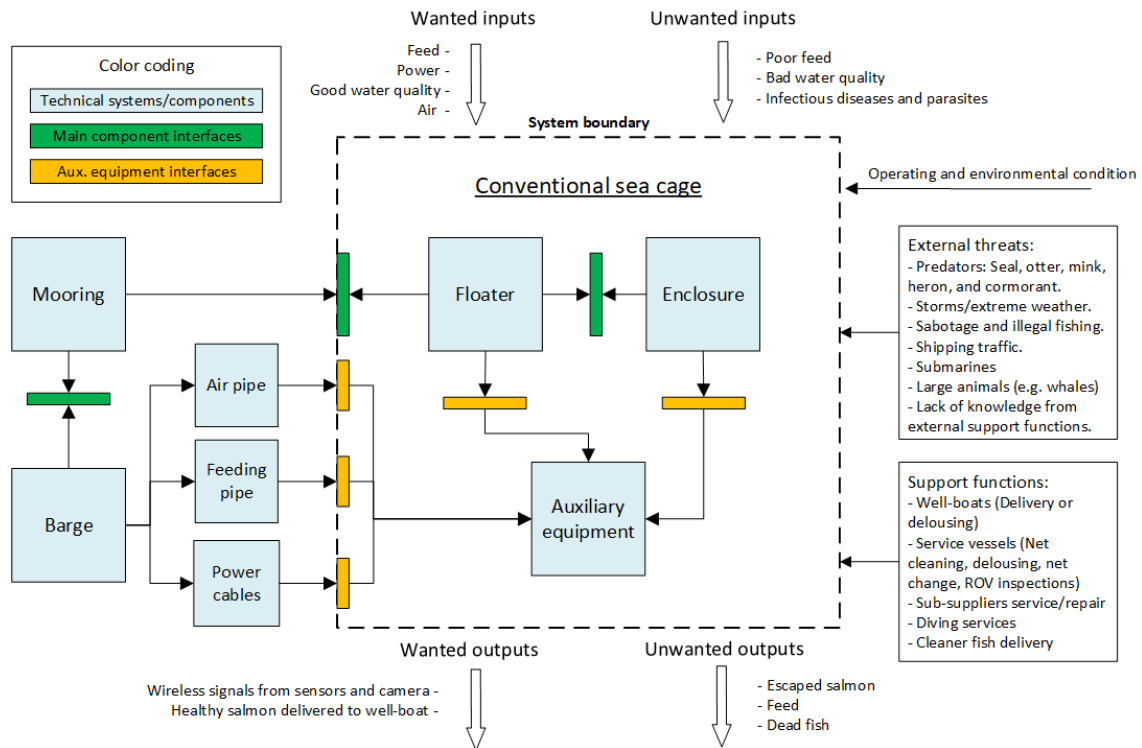 Wanted inputs
Unwanted inputs
Feed -
Power -
Good water quality -
Air -
- Poor feed
- Bad water quality
- Infectious diseases and parasites
Color coding
Technical systems/components
Main component interfaces
Aux. equipment interfaces
System boundary
Conventional sea cage
Operating and environmental condition
Mooring
Floater
Enclosure
External threats:
- Predators: Seal, otter, mink,
heron, and cormorant.
- Storms/extreme weather.
- Sabotage and illegal fishing.
- Shipping traffic.
- Submarines
- Large animals (e.g. whales)
- Lack of knowledge from
external support functions.
Air pipe
Feeding
pipe
Barge
Power
cables
Auxiliary
equipment
Support functions:
- Well-boats (Delivery or
delousing)
- Service vessels (Net
cleaning, delousing, net
change, ROV inspections)
- Sub-suppliers service/repair
- Diving services
- Cleaner fish delivery
Wanted outputs
Unwanted outputs
Wireless signals from sensors and camera -
Healthy salmon delivered to well-boat -
- Escaped salmon
- Feed
- Dead fish